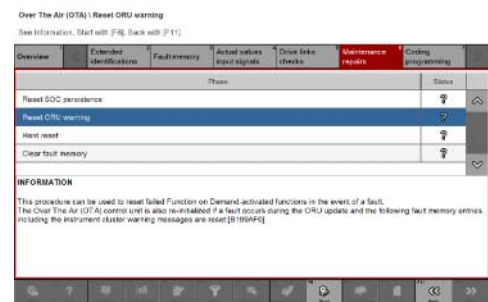 Over The Air (OTA) \ Reset ORU warning
See Information, Start with [F8], Back with [F11].
Overview
Extended identifications
Fault memory
Actual values input signals
Drive links checks
Maintenance repairs
Coding programming
Phase
Status
Reset SOC persistence
?
Reset ORU warning
?
Hard reset
?
Clear fault memory
?
INFORMATION
This procedure can be used to reset failed Function on Demand-activated functions in the event of a fault.
The Over The Air (OTA) control unit is also re-initialized if a fault occurs during the ORU update and the following fault memory entries,
including the instrument cluster warning messages are reset [B199AF0]